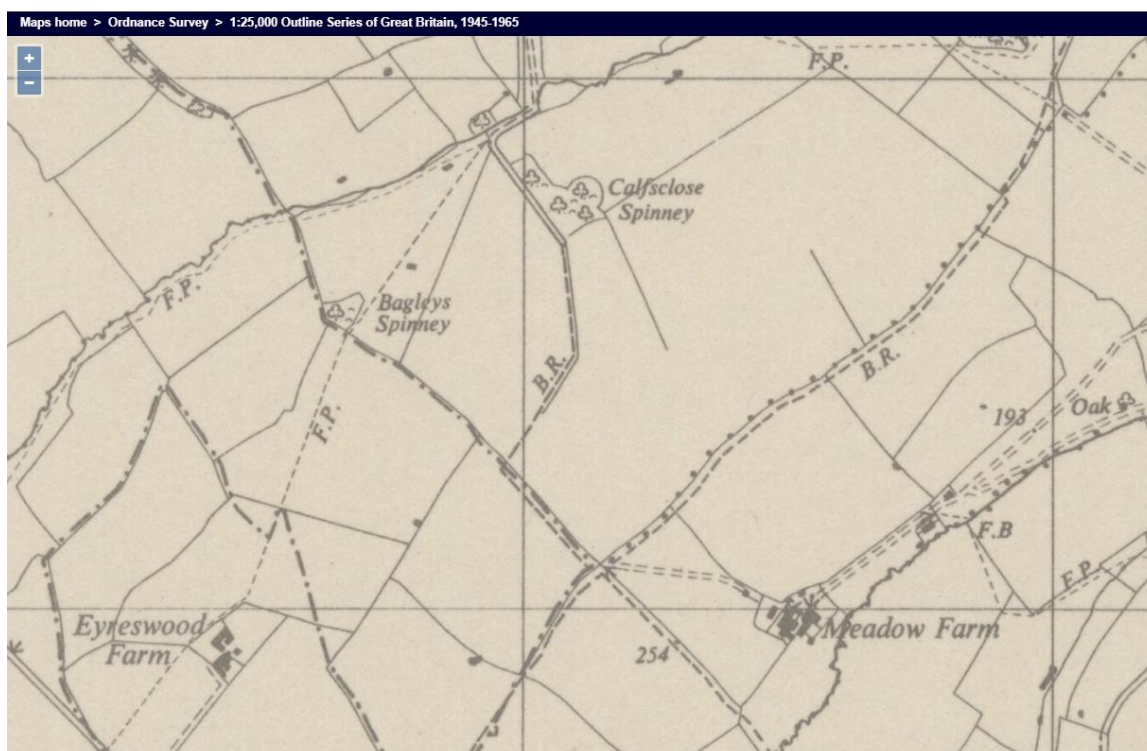 Maps home > Ordnance Survey > 1:25,000 Outline Series of Great Britain, 1945-1965
+
−
F.P.
Calfsclose
Spinney
F.P.
Bagleys
Spinney
B.R.
B.R.
F.P.
193
Oak
F.B
F.P.
Eyreswood
Farm
Meadow Farm
254